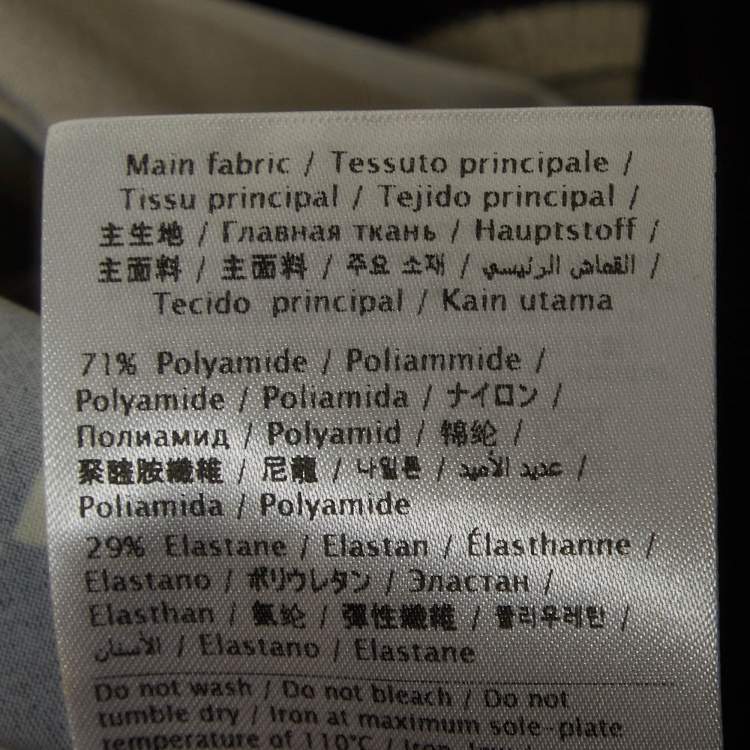 Main fabric / Tessuto principale /
Tissu principal / Tejido principal /
主生地 / Главная ткань / Hauptstoff /
主面料 / 主面料 / 주요 소재 / القماش الرئيسي /
Tecido principal / Kain utama
71% Polyamide / Poliammide /
Polyamide / Poliamida / ナイロン /
Полиамид / Polyamid / 锦纶 /
聚醯胺纖維 / 尼龍 / 나일론 / عديد الأميد /
Poliamida / Polyamide
29% Elastane / Elastan / Élasthanne /
Elastano / ポリウレタン / Эластан /
Elasthan / 氨纶 / 彈性纖維 / 폴리우레탄 /
الأستان / Elastano / Elastane
Do not wash / Do not bleach / Do not
tumble dry / Iron at maximum sole-plate
temperature of 110°C / Iron